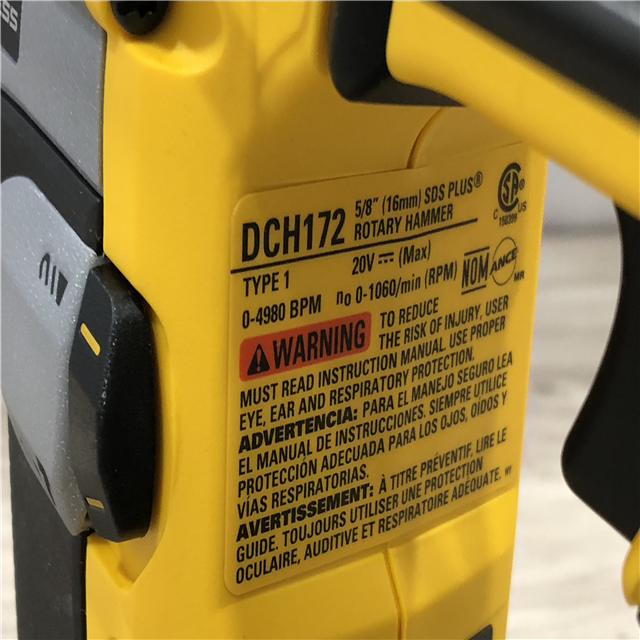 DCH172 5/8" (16mm) SDS PLUS®
ROTARY HAMMER
TYPE 1 20V ⎓ (Max)
0-4980 BPM n₀ 0-1060/min (RPM)
C US
NOM ANCE MR
WARNING TO REDUCE
THE RISK OF INJURY, USER
MUST READ INSTRUCTION MANUAL. USE PROPER
EYE, EAR AND RESPIRATORY PROTECTION.
ADVERTENCIA: PARA EL MANEJO SEGURO LEA
EL MANUAL DE INSTRUCCIONES. SIEMPRE UTILICE
PROTECCIÓN ADECUADA PARA LOS OJOS, OIDOS Y
VÍAS RESPIRATORIAS.
AVERTISSEMENT: À TITRE PRÉVENTIF, LIRE LE
GUIDE. TOUJOURS UTILISER UNE PROTECTION
OCULAIRE, AUDITIVE ET RESPIRATOIRE ADÉQUATE.